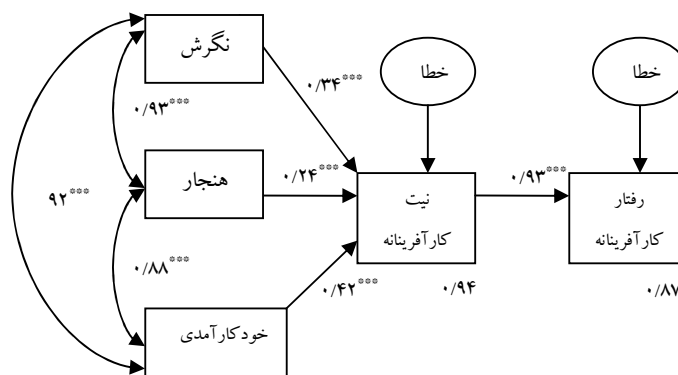 نگرش
خطا
خطا
۰/۳۴***
۰/۹۳***
هنجار
۰/۲۴***
۹۲***
نیت
کارآفرینانه
۰/۹۳***
رفتار
کارآفرینانه
۰/۸۸***
۰/۴۲***
۰/۹۴
۰/۸۷
خودکارآمدی